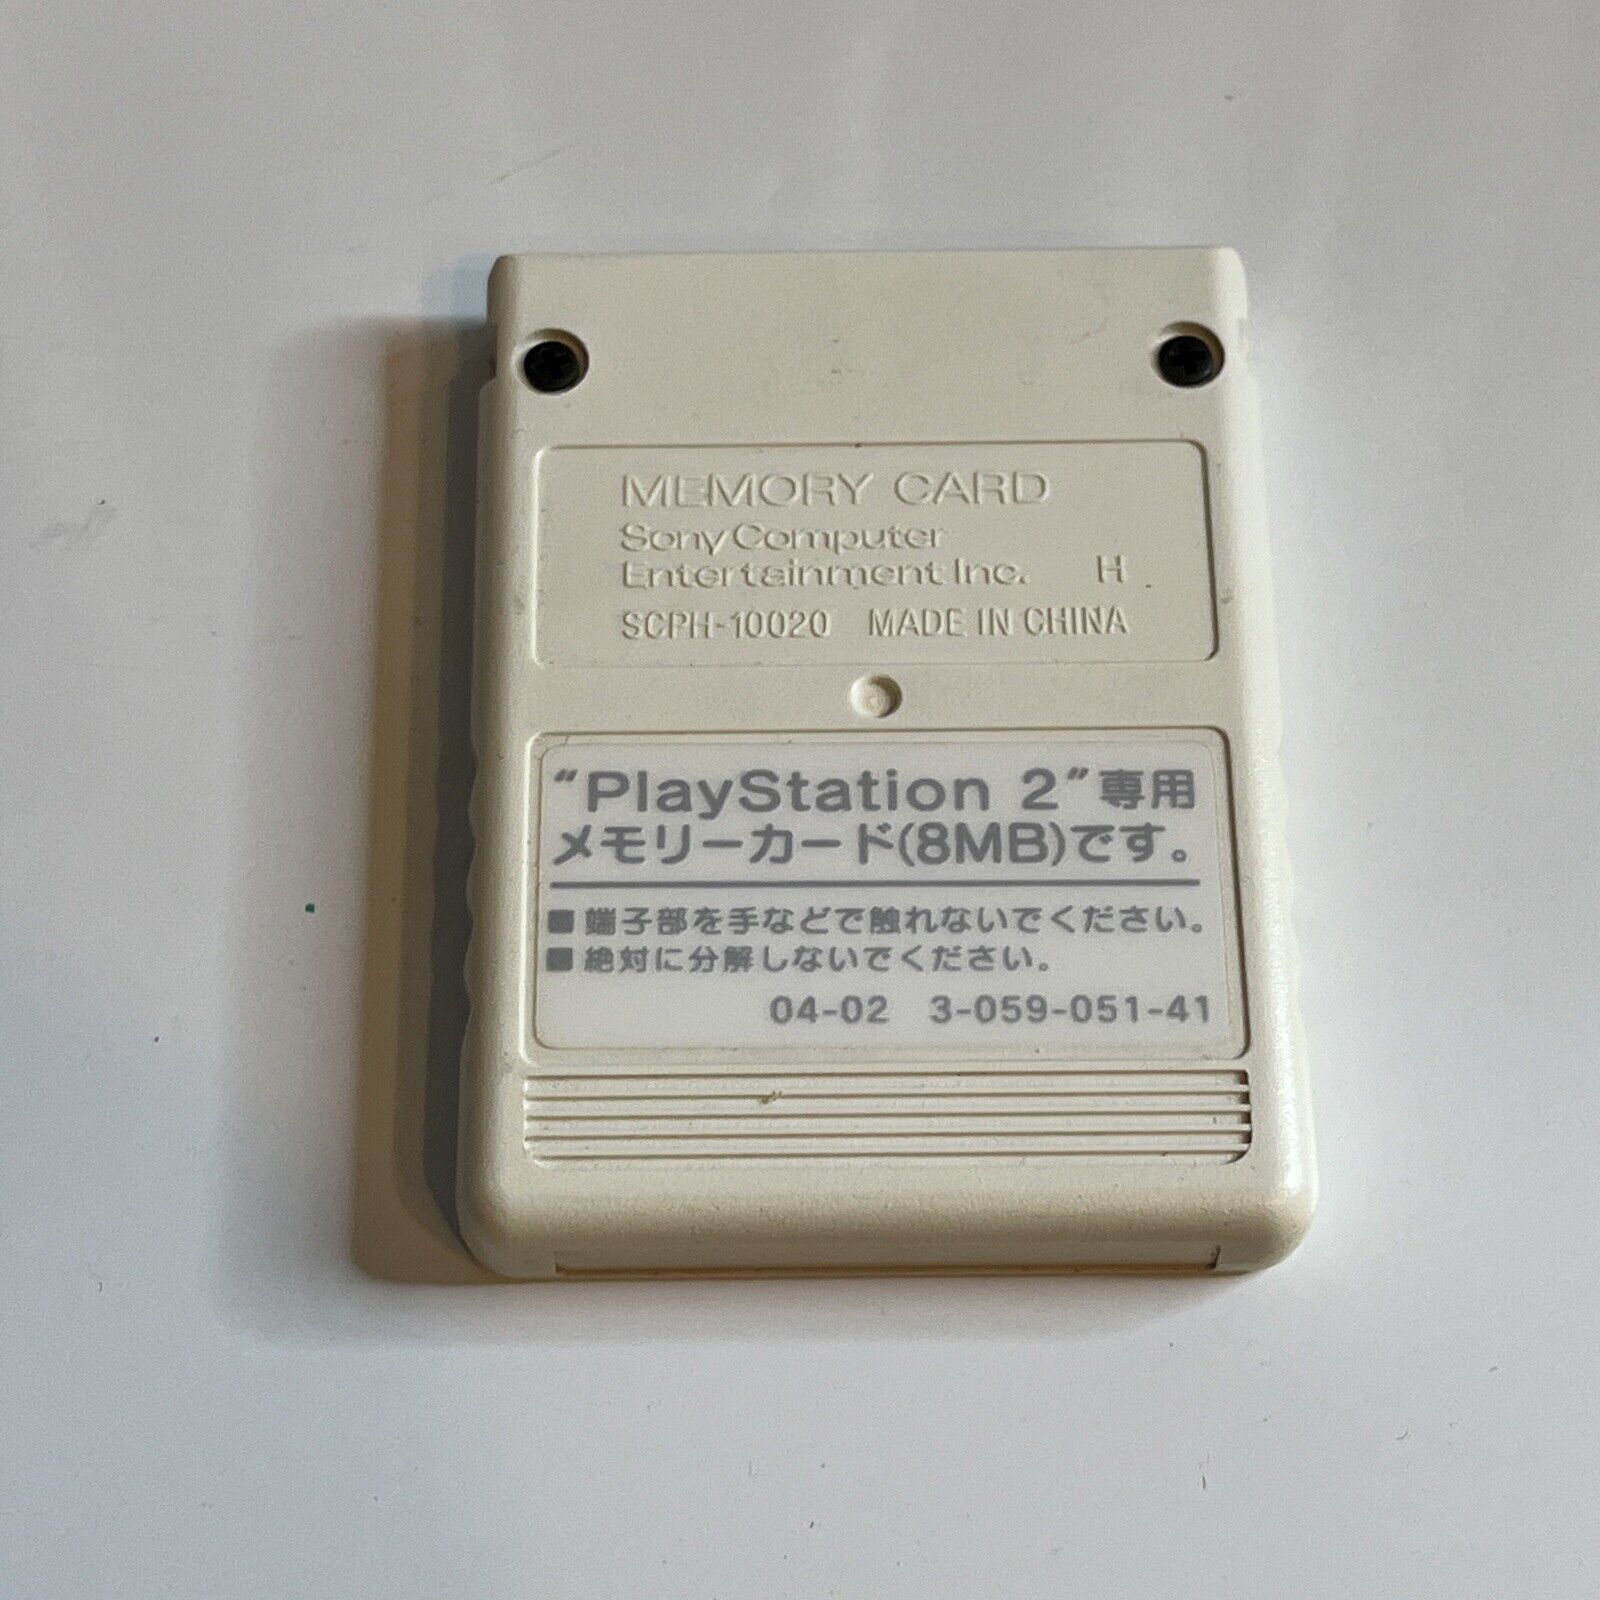 MEMORY CARD
Sony Computer
Entertainment Inc. H
SCPH-10020 MADE IN CHINA
“PlayStation 2”専用
メモリーカード(8MB)です。
■端子部を手などで触れないでください。
■絶対に分解しないでください。
04-02 3-059-051-41